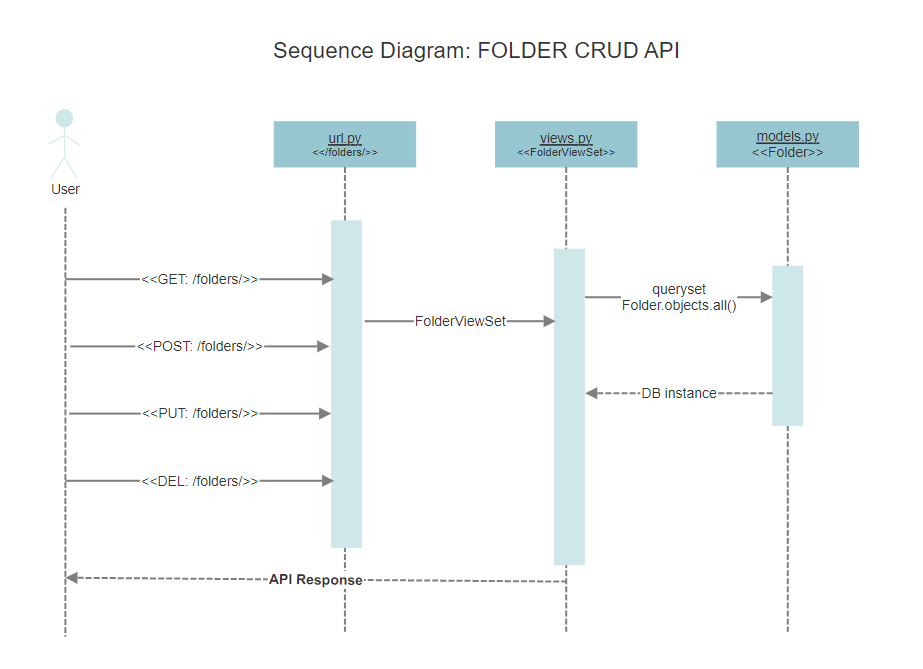 Sequence Diagram: FOLDER CRUD API
User
url.py
<</folders/>>
views.py
<<FolderViewSet>>
models.py
<<Folder>>
<<GET: /folders/>>
queryset
Folder.objects.all()
FolderViewSet
<<POST: /folders/>>
DB instance
<<PUT: /folders/>>
<<DEL: /folders/>>
API Response